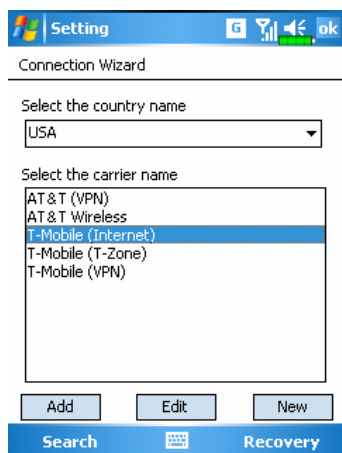 Setting G ok
Connection Wizard
Select the country name
USA
Select the carrier name
AT&T (VPN)
AT&T Wireless
T-Mobile (Internet)
T-Mobile (T-Zone)
T-Mobile (VPN)
Add Edit New
Search Recovery